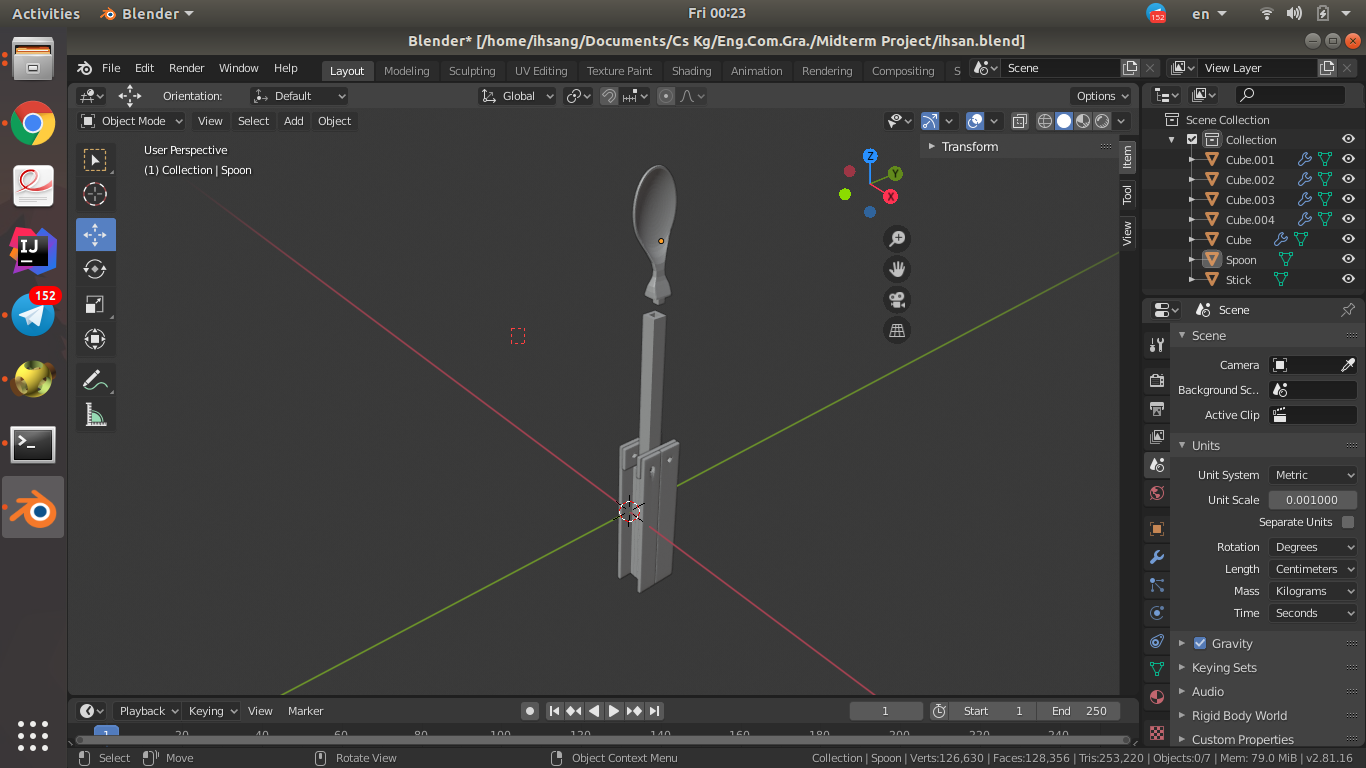 Activities Blender Fri 00:23 152 en
Blender* [/home/ihsang/Documents/Cs Kg/Eng.Com.Gra./Midterm Project/ihsan.blend]
File Edit Render Window Help Layout Modeling Sculpting UV Editing Texture Paint Shading Animation Rendering Compositing S Scene View Layer
Orientation: Default Global Options
Object Mode View Select Add Object
User Perspective
(1) Collection | Spoon
Transform
Item
Tool
View
Z
Y
X
IJ
152
Scene Collection
Collection
Cube.001
Cube.002
Cube.003
Cube.004
Cube
Spoon
Stick
Scene
Scene
Camera
Background Sc..
Active Clip
Units
Unit System Metric
Unit Scale 0.001000
Separate Units
Rotation Degrees
Length Centimeters
Mass Kilograms
Time Seconds
Gravity
Keying Sets
Audio
Rigid Body World
Custom Properties
Playback Keying View Marker 1 Start 1 End 250
1 20 40 60 80 100 120 140 160 180 200 220 240
Select Move Rotate View Object Context Menu Collection | Spoon | Verts:126,630 | Faces:128,356 | Tris:253,220 | Objects:0/7 | Mem: 79.0 MiB | v2.81.16